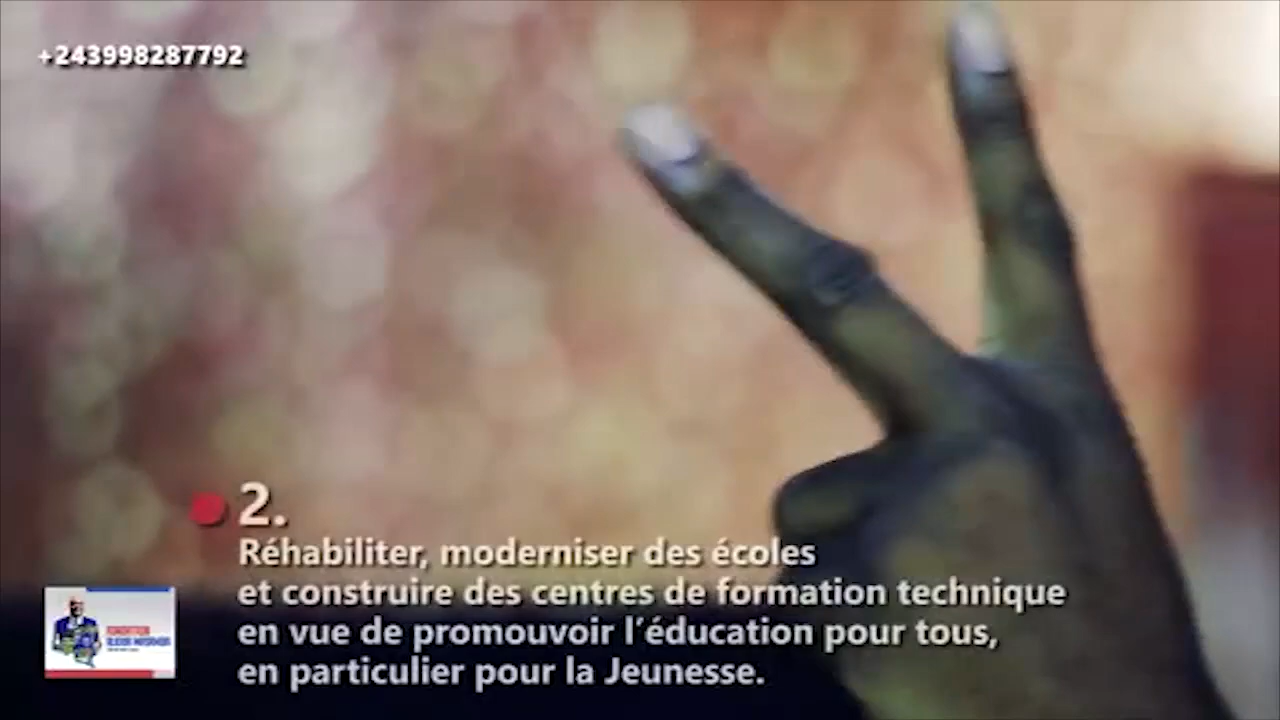 +243998287792
2.
Réhabiliter, moderniser des écoles
et construire des centres de formation technique
en vue de promouvoir l'éducation pour tous,
en particulier pour la Jeunesse.